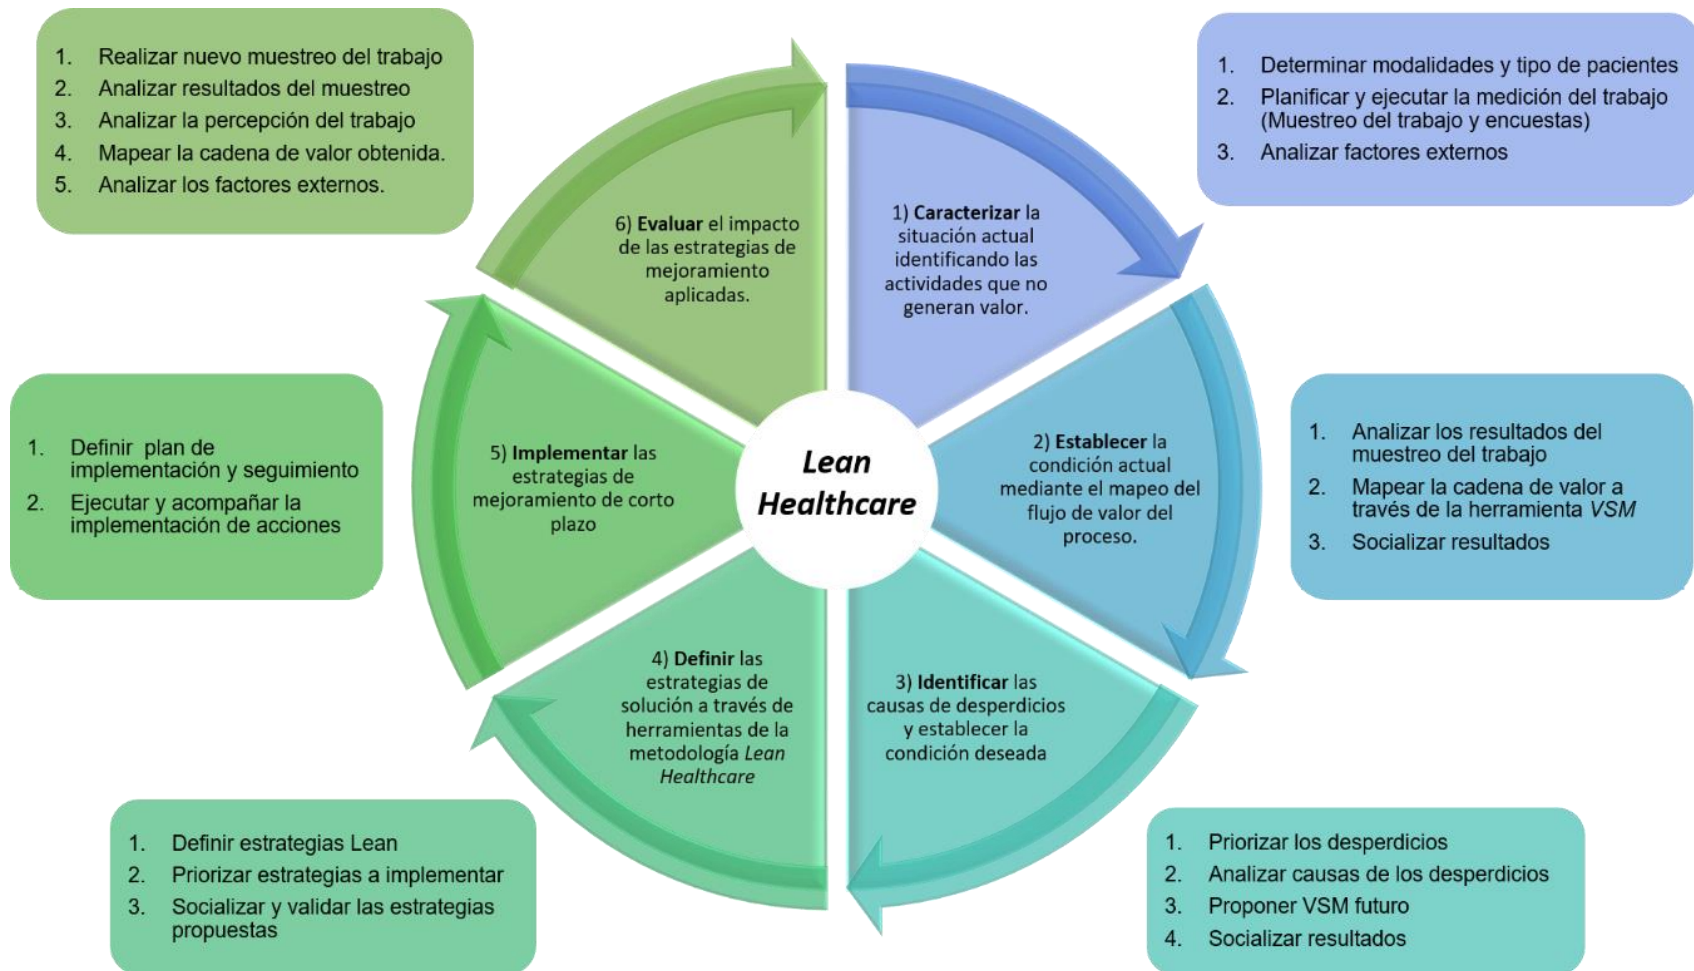 1. Realizar nuevo muestreo del trabajo
2. Analizar resultados del muestreo
3. Analizar la percepción del trabajo
4. Mapear la cadena de valor obtenida.
5. Analizar los factores externos.
1. Determinar modalidades y tipo de pacientes
2. Planificar y ejecutar la medición del trabajo
(Muestreo del trabajo y encuestas)
3. Analizar factores externos
6) Evaluar el impacto
de las estrategias de
mejoramiento
aplicadas.
1) Caracterizar la
situación actual
identificando las
actividades que no
generan valor.
1. Definir plan de
implementación y seguimiento
2. Ejecutar y acompañar la
implementación de acciones
5) Implementar las
estrategias de
mejoramiento de corto
plazo
Lean
Healthcare
2) Establecer la
condición actual
mediante el mapeo del
flujo de valor del
proceso.
1. Analizar los resultados del
muestreo del trabajo
2. Mapear la cadena de valor a
través de la herramienta VSM
3. Socializar resultados
4) Definir las
estrategias de
solución a través de
herramientas de la
metodología Lean
Healthcare
3) Identificar las
causas de desperdicios
y establecer la
condición deseada
1. Definir estrategias Lean
2. Priorizar estrategias a implementar
3. Socializar y validar las estrategias
propuestas
1. Priorizar los desperdicios
2. Analizar causas de los desperdicios
3. Proponer VSM futuro
4. Socializar resultados